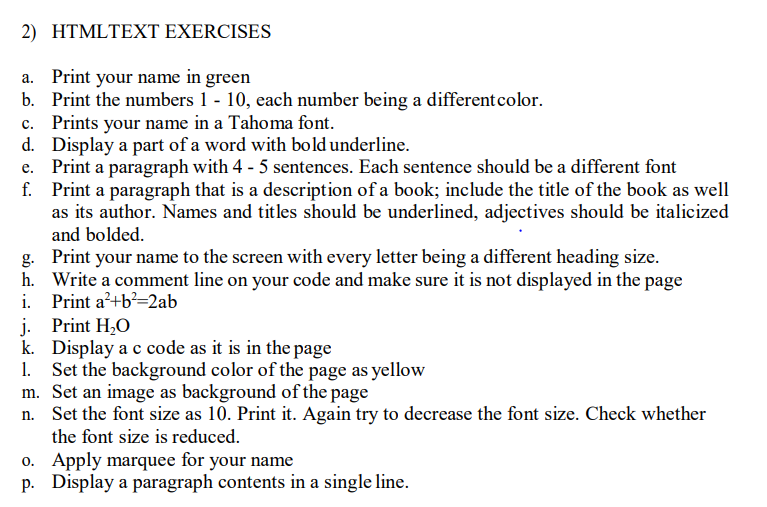 2) HTMLTEXT EXERCISES
a. Print your name in green
b. Print the numbers 1 - 10, each number being a differentcolor.
c. Prints your name in a Tahoma font.
d. Display a part of a word with bold underline.
e. Print a paragraph with 4 - 5 sentences. Each sentence should be a different font
f. Print a paragraph that is a description of a book; include the title of the book as well
as its author. Names and titles should be underlined, adjectives should be italicized
and bolded.
g. Print your name to the screen with every letter being a different heading size.
h. Write a comment line on your code and make sure it is not displayed in the page
i. Print a²+b²=2ab
j. Print H₂O
k. Display a c code as it is in the page
l. Set the background color of the page as yellow
m. Set an image as background of the page
n. Set the font size as 10. Print it. Again try to decrease the font size. Check whether
the font size is reduced.
o. Apply marquee for your name
p. Display a paragraph contents in a single line.